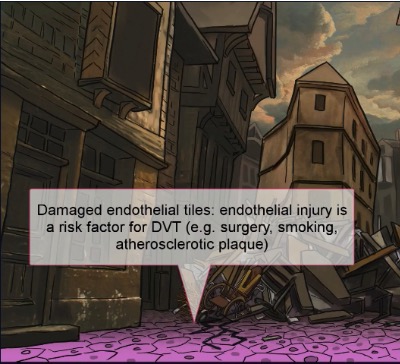 Damaged endothelial tiles: endothelial injury is
a risk factor for DVT (e.g. surgery, smoking,
atherosclerotic plaque)